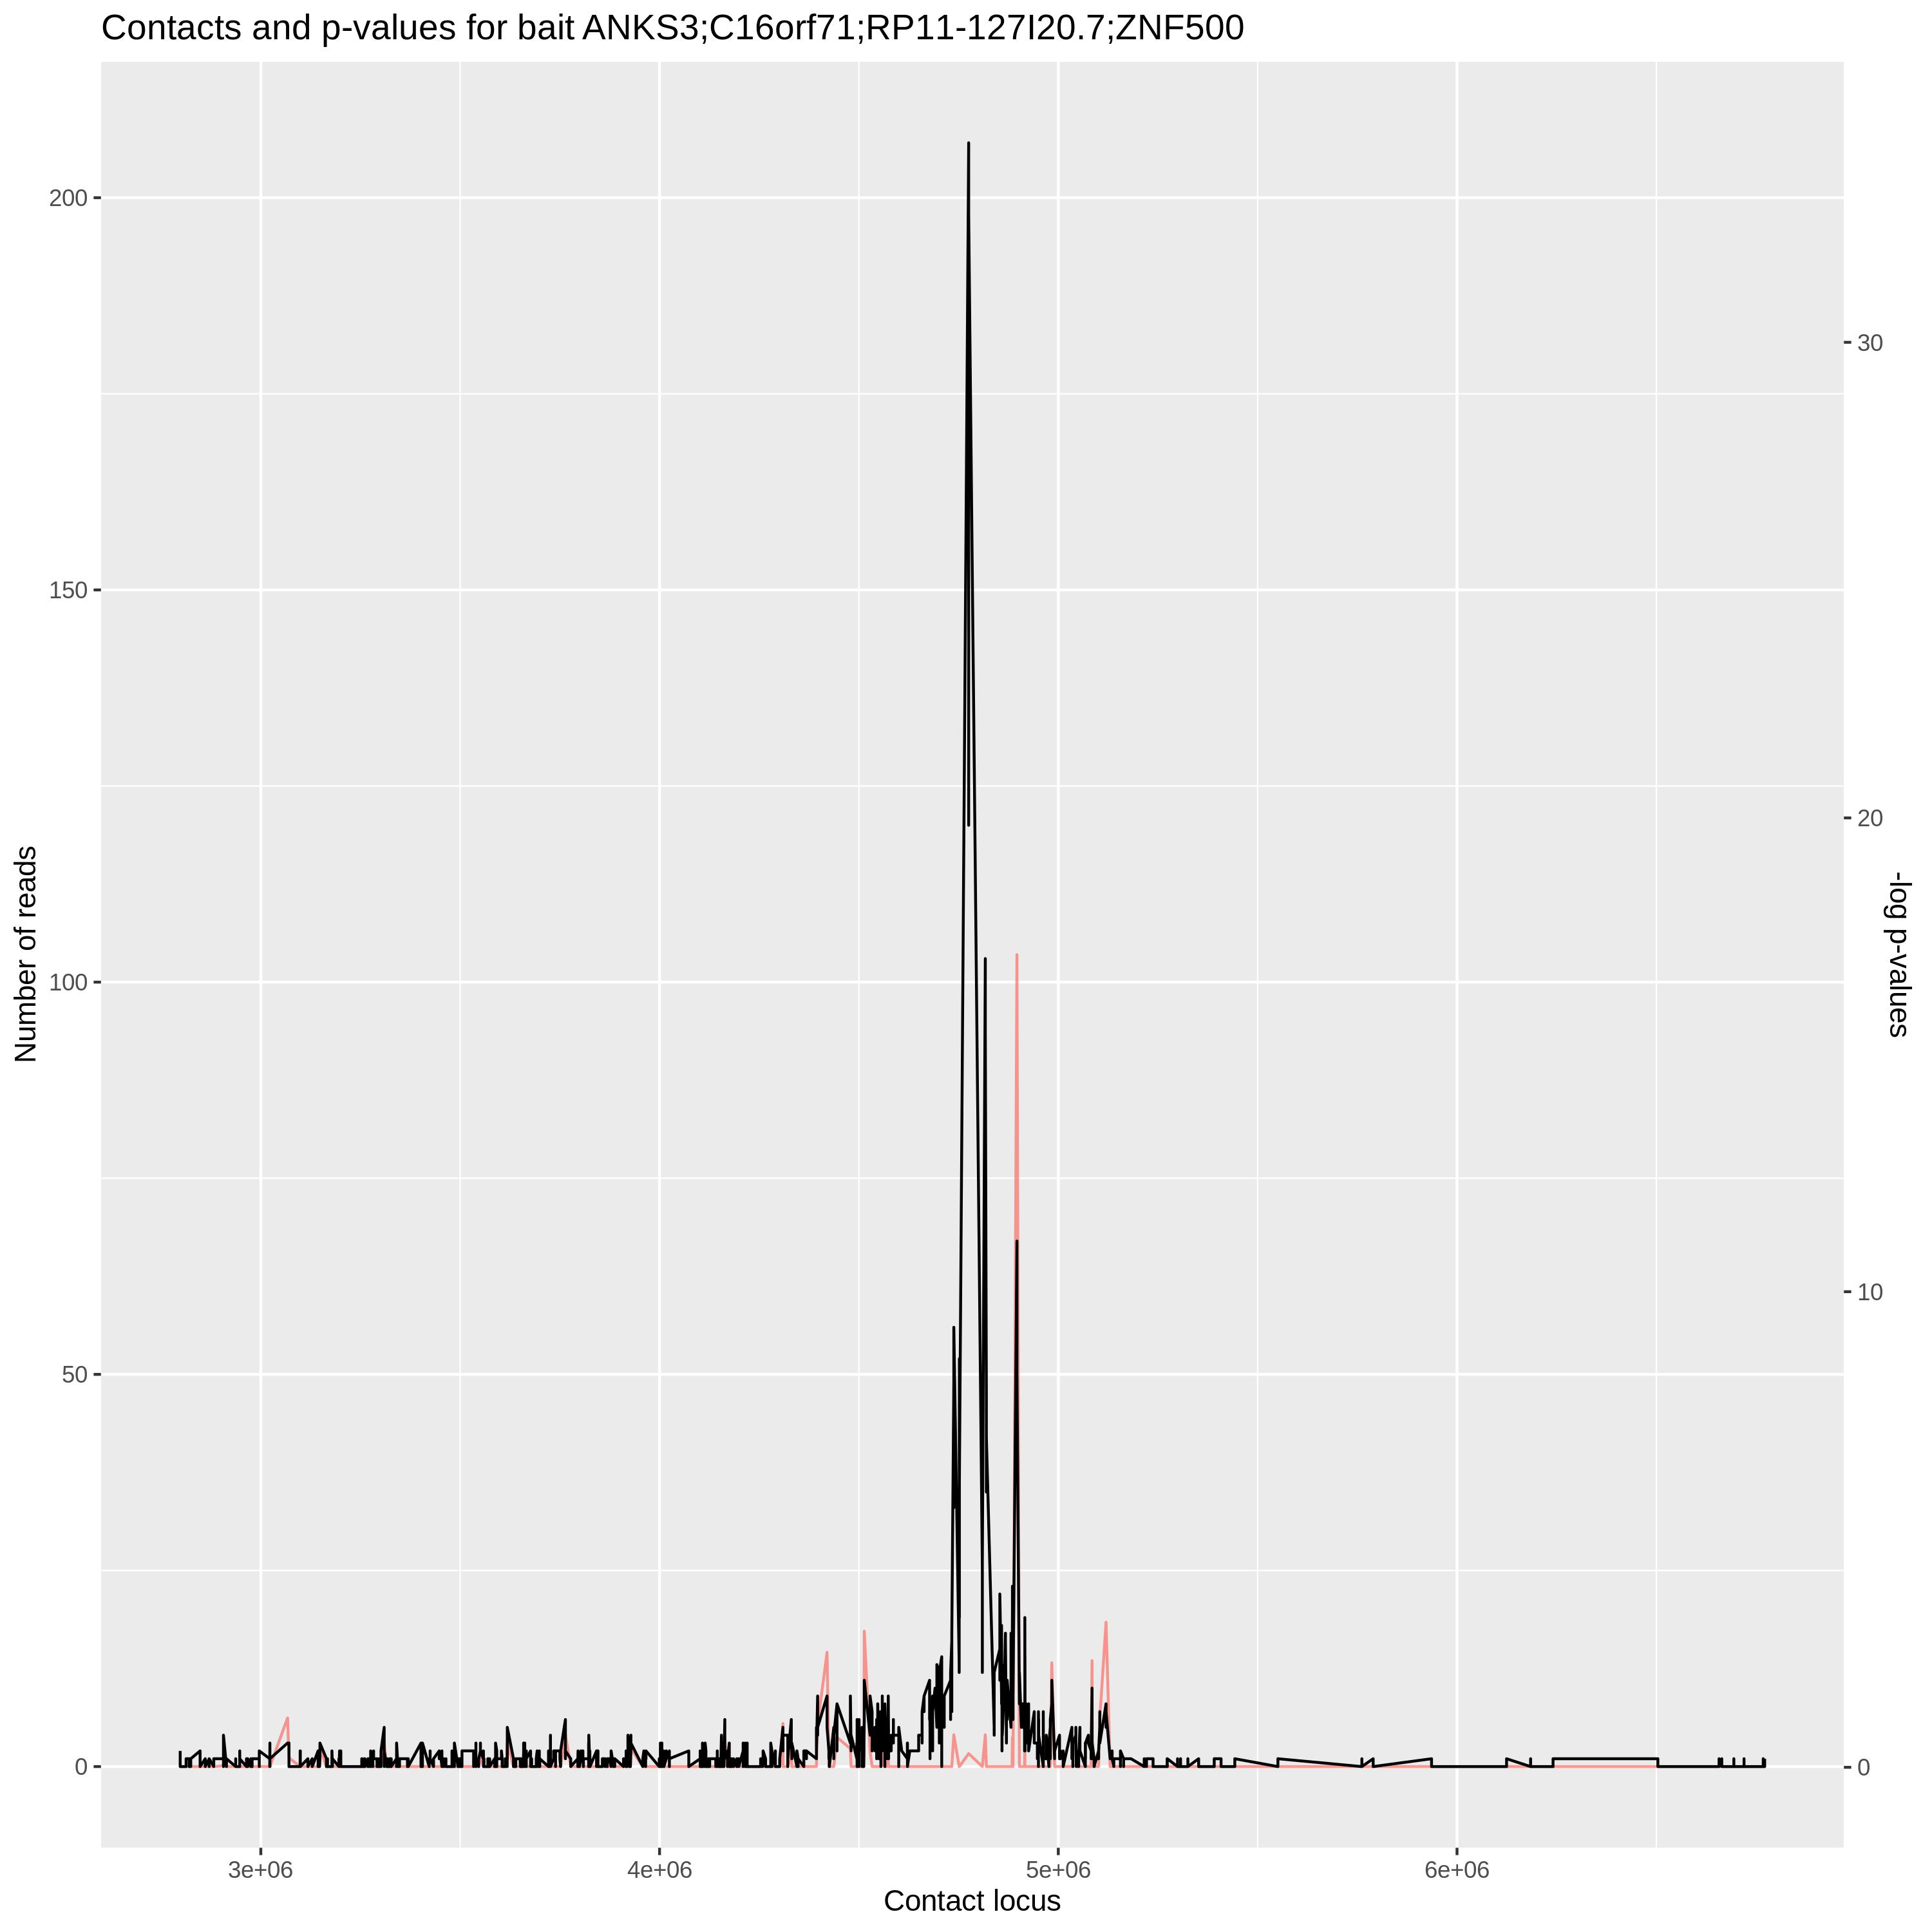 Contacts and p-values for bait ANKS3;C16orf71;RP11-127I20.7;ZNF500
200
150
100
50
0
Number of reads
30
20
10
0
-log p-values
3e+06
4e+06
5e+06
6e+06
Contact locus